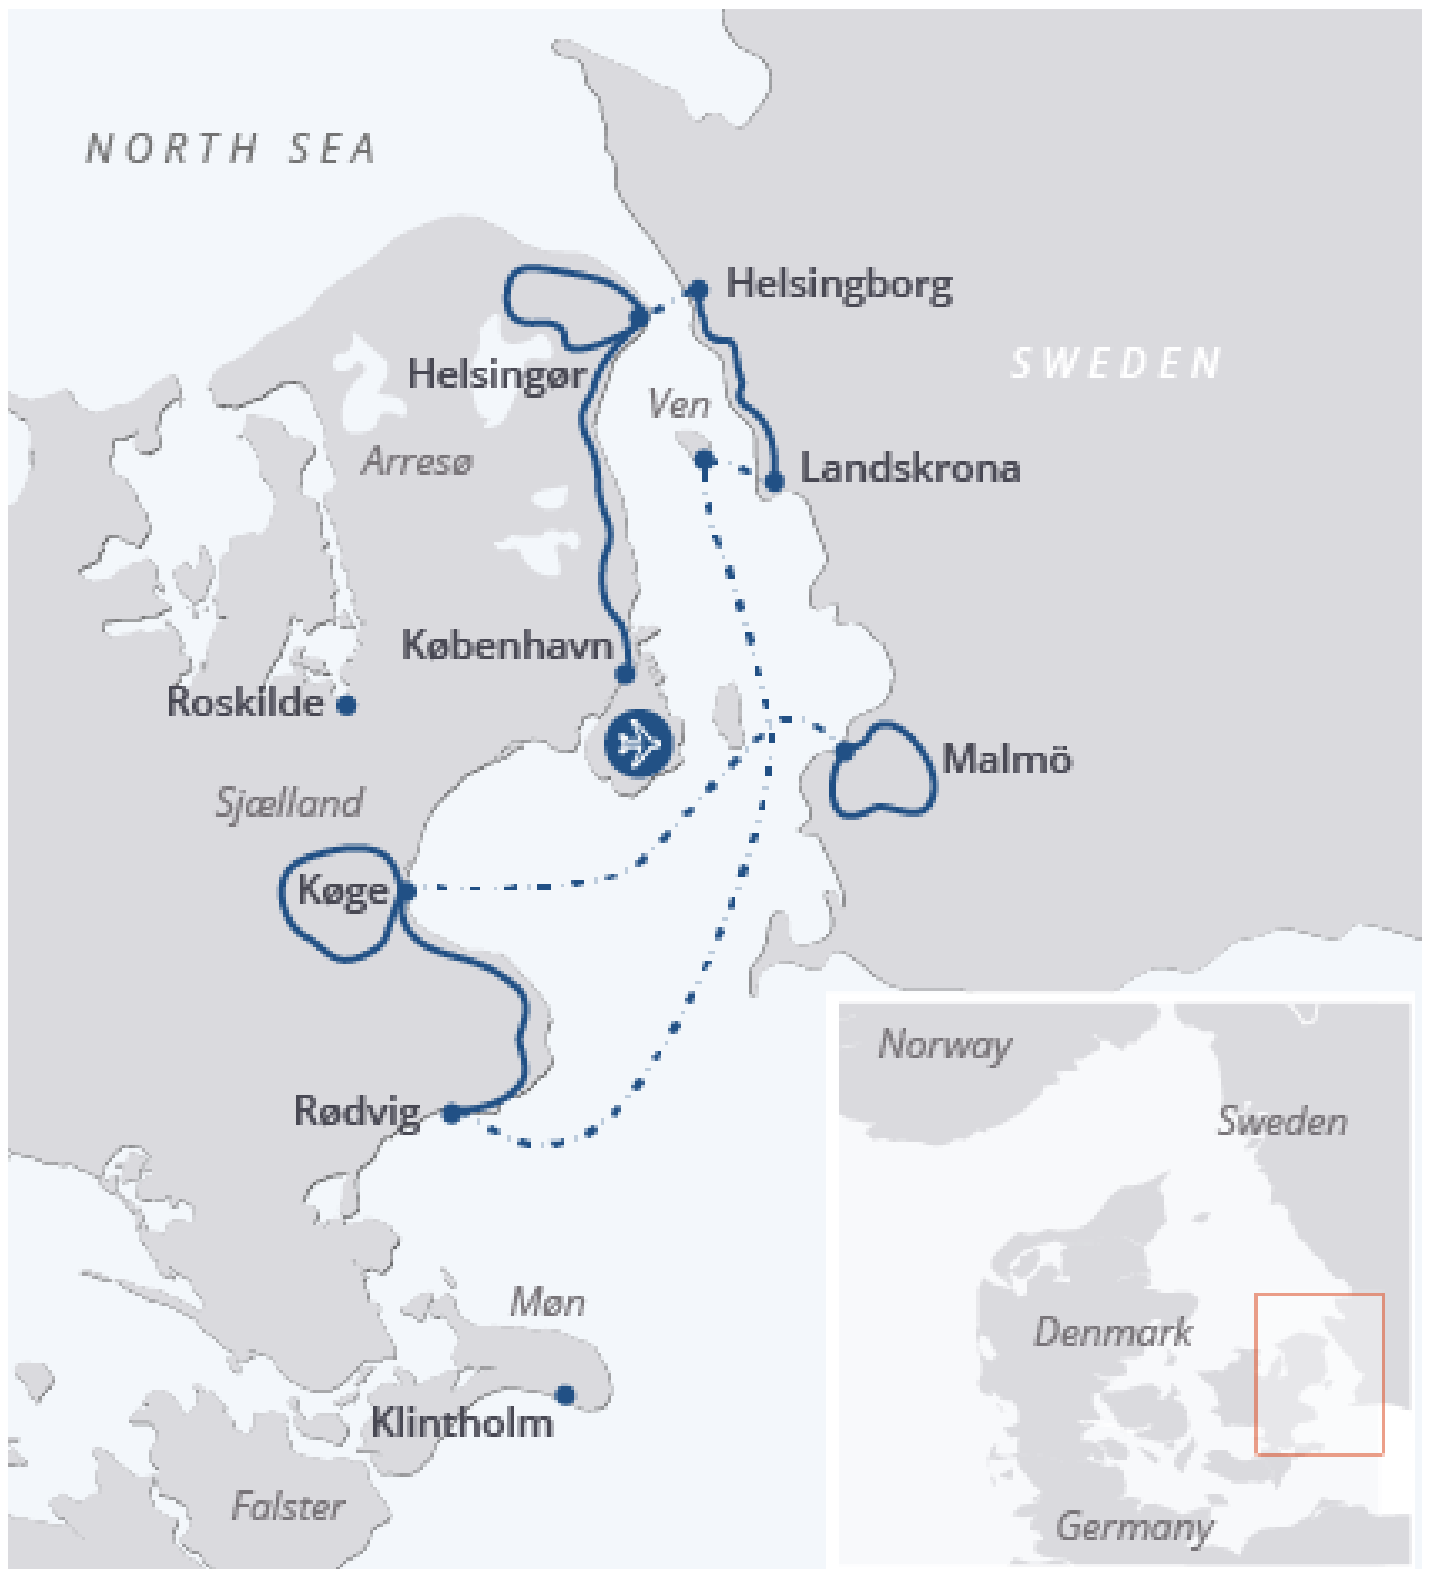 NORTH SEA
Helsingborg
SWEDEN
Helsingør
Ven
Arresø
Landskrona
København
Roskilde
Malmö
Sjælland
Køge
Norway
Rødvig
Sweden
Møn
Denmark
Klintholm
Falster
Germany